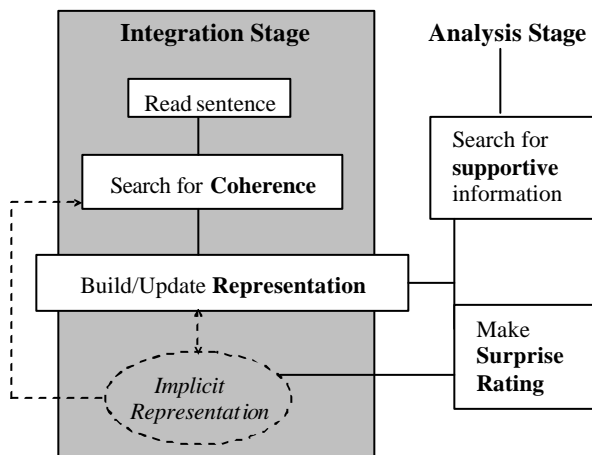 Integration Stage
Read sentence
Search for Coherence
Build/Update Representation
Implicit
Representation
Analysis Stage
Search for
supportive
information
Make
Surprise
Rating